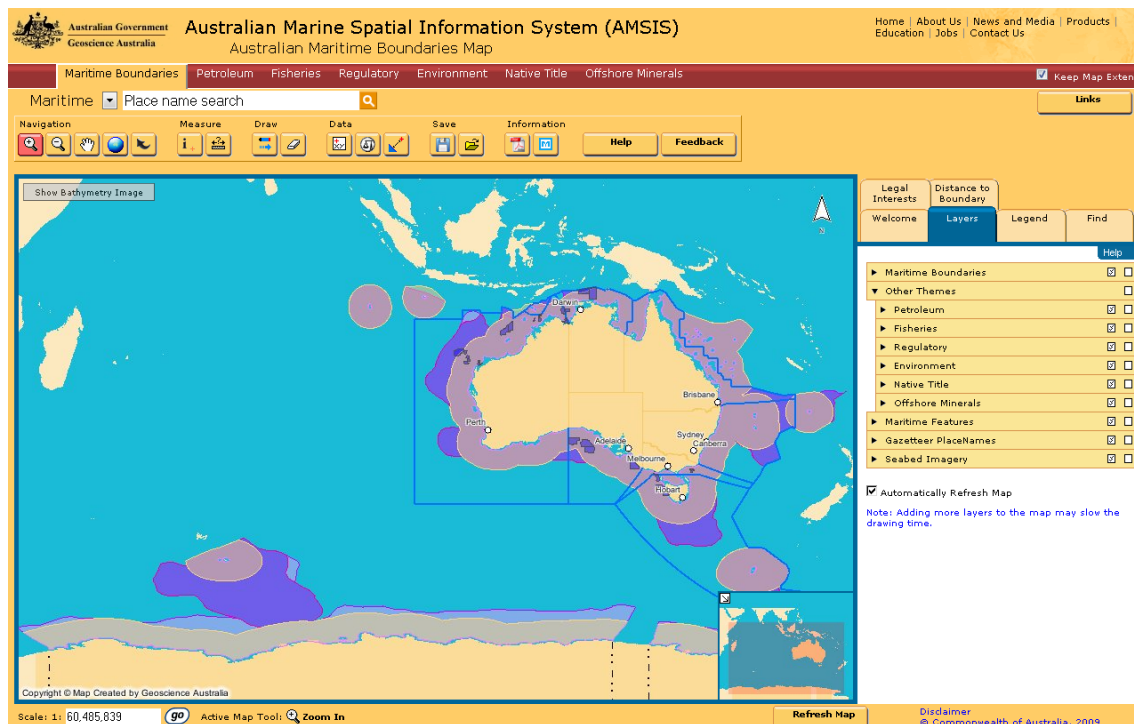 Australian Government
Geoscience Australia
Australian Marine Spatial Information System (AMSIS)
Australian Maritime Boundaries Map
Home | About Us | News and Media | Products |
Education | Jobs | Contact Us
Maritime Boundaries Petroleum Fisheries Regulatory Environment Native Title Offshore Minerals
Keep Map Exten
Maritime Place name search
Links
Navigation Measure Draw Data Save Information
Help Feedback
Show Bathymetry Image
N
Legal Interests
Distance to Boundary
Welcome Layers Legend Find
Help
Maritime Boundaries
Other Themes
Petroleum
Fisheries
Regulatory
Environment
Native Title
Offshore Minerals
Maritime Features
Gazetteer PlaceNames
Seabed Imagery
Automatically Refresh Map
Note: Adding more layers to the map may slow the
drawing time.
Darwin
Brisbane
Perth
Sydney
Adelaide
Canberra
Melbourne
Hobart
Copyright © Map Created by Geoscience Australia
Scale: 1: 60,485,839 go Active Map Tool: Zoom In
Refresh Map
Disclaimer
© Commonwealth of Australia, 2009